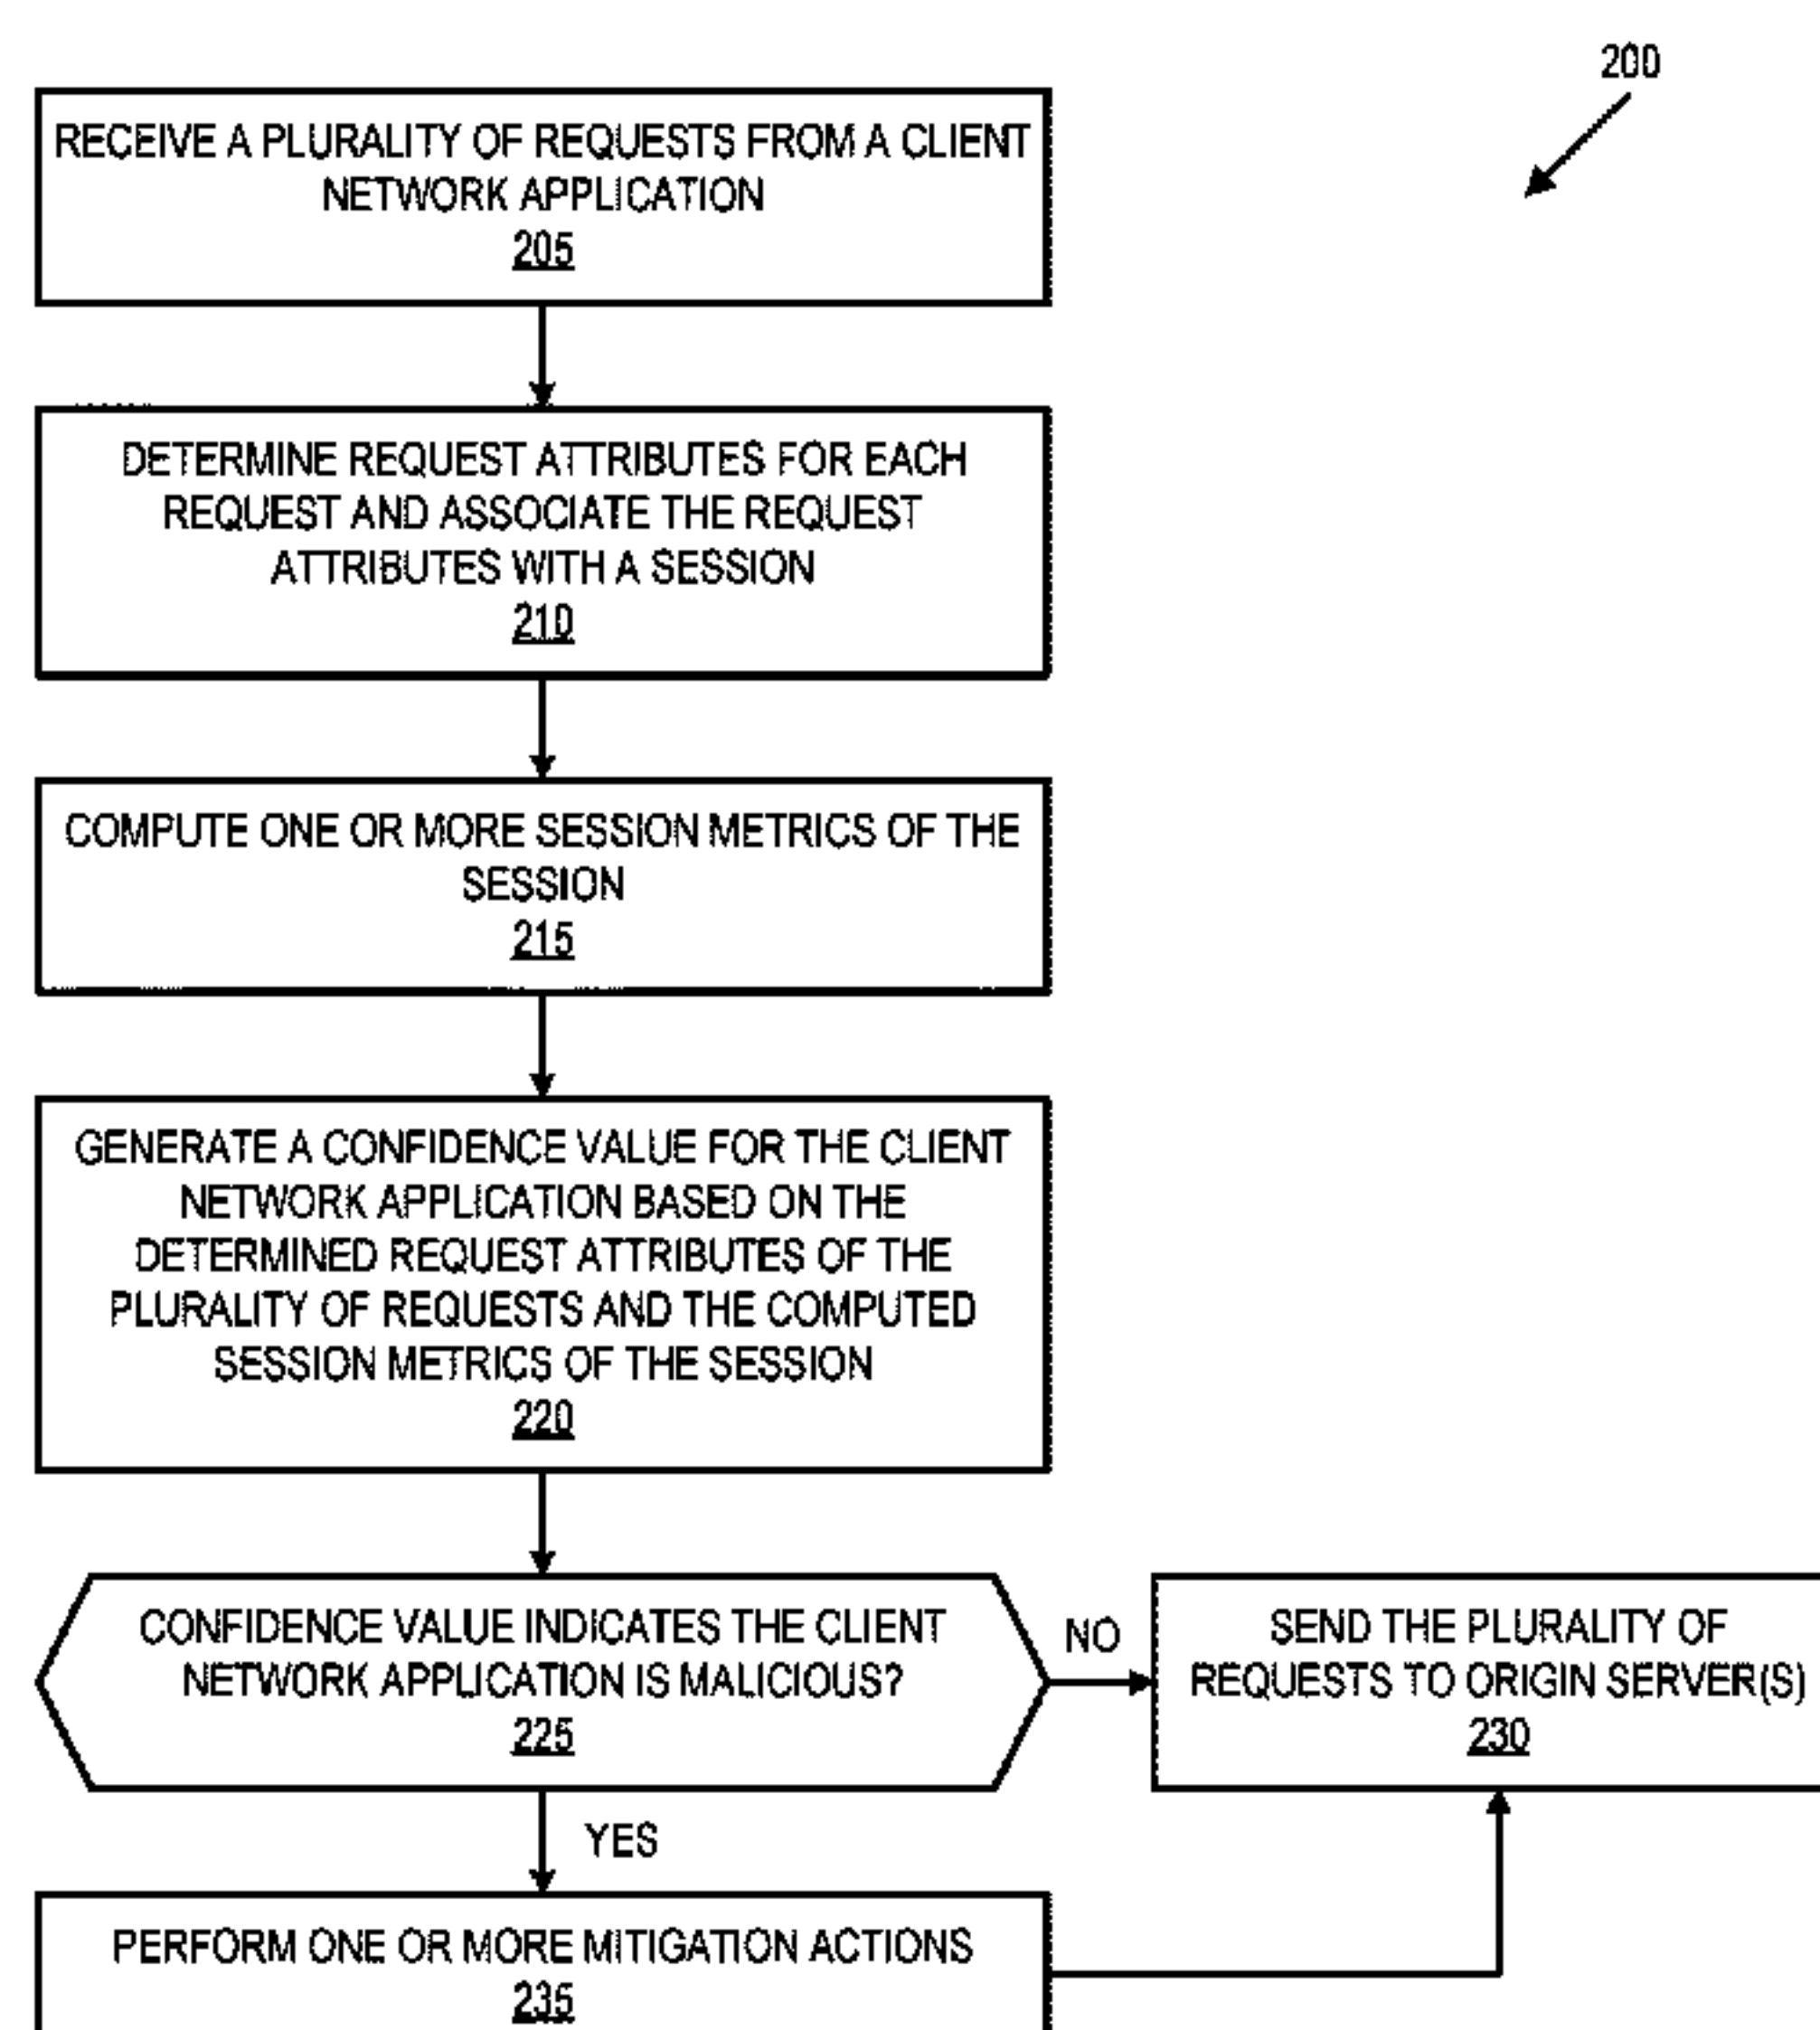 200
RECEIVE A PLURALITY OF REQUESTS FROM A CLIENT
NETWORK APPLICATION
205
DETERMINE REQUEST ATTRIBUTES FOR EACH
REQUEST AND ASSOCIATE THE REQUEST
ATTRIBUTES WITH A SESSION
210
COMPUTE ONE OR MORE SESSION METRICS OF THE
SESSION
215
GENERATE A CONFIDENCE VALUE FOR THE CLIENT
NETWORK APPLICATION BASED ON THE
DETERMINED REQUEST ATTRIBUTES OF THE
PLURALITY OF REQUESTS AND THE COMPUTED
SESSION METRICS OF THE SESSION
220
CONFIDENCE VALUE INDICATES THE CLIENT
NETWORK APPLICATION IS MALICIOUS?
225
NO
SEND THE PLURALITY OF
REQUESTS TO ORIGIN SERVER(S)
230
YES
PERFORM ONE OR MORE MITIGATION ACTIONS
235